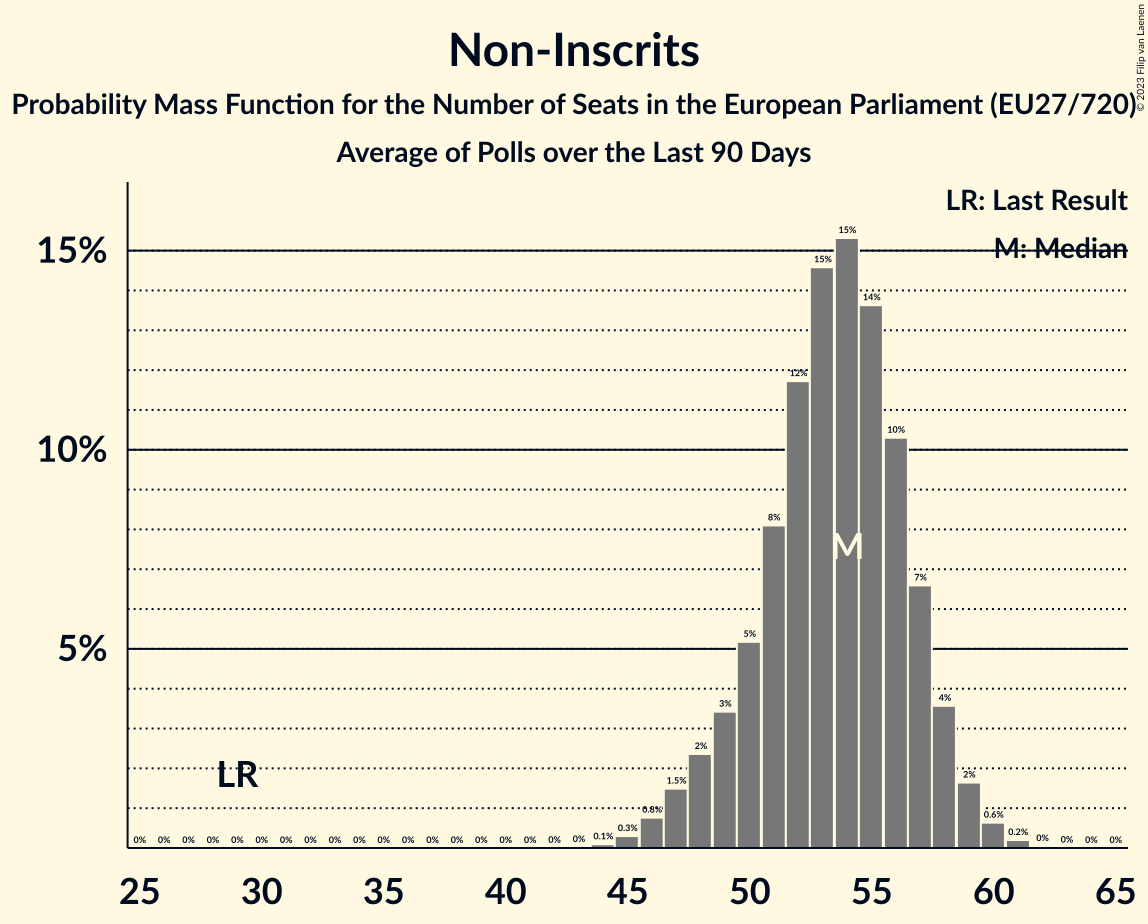 Non-Inscrits
Probability Mass Function for the Number of Seats in the European Parliament (EU27/720)
Average of Polls over the Last 90 Days
© 2023 Filip van Laenen
LR: Last Result
M: Median
15%
10%
5%
0% 0% 0% 0% 0% 0% 0% 0% 0% 0% 0% 0% 0% 0% 0% 0% 0% 0% 0% 0.1% 0.3% 0.8% 1.5% 2% 3% 5% 8% 12% 15% 15% 14% 10% 7% 4% 2% 0.6% 0.2% 0% 0% 0% 0%
LR
M
25 30 35 40 45 50 55 60 65